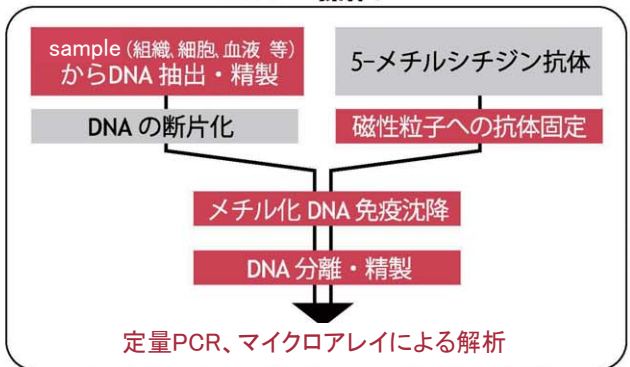 sample（組織、細胞、血液 等）
からDNA 抽出・精製
5-メチルシチジン抗体
DNA の断片化
磁性粒子への抗体固定
メチル化 DNA 免疫沈降
DNA 分離・精製
定量PCR、マイクロアレイによる解析